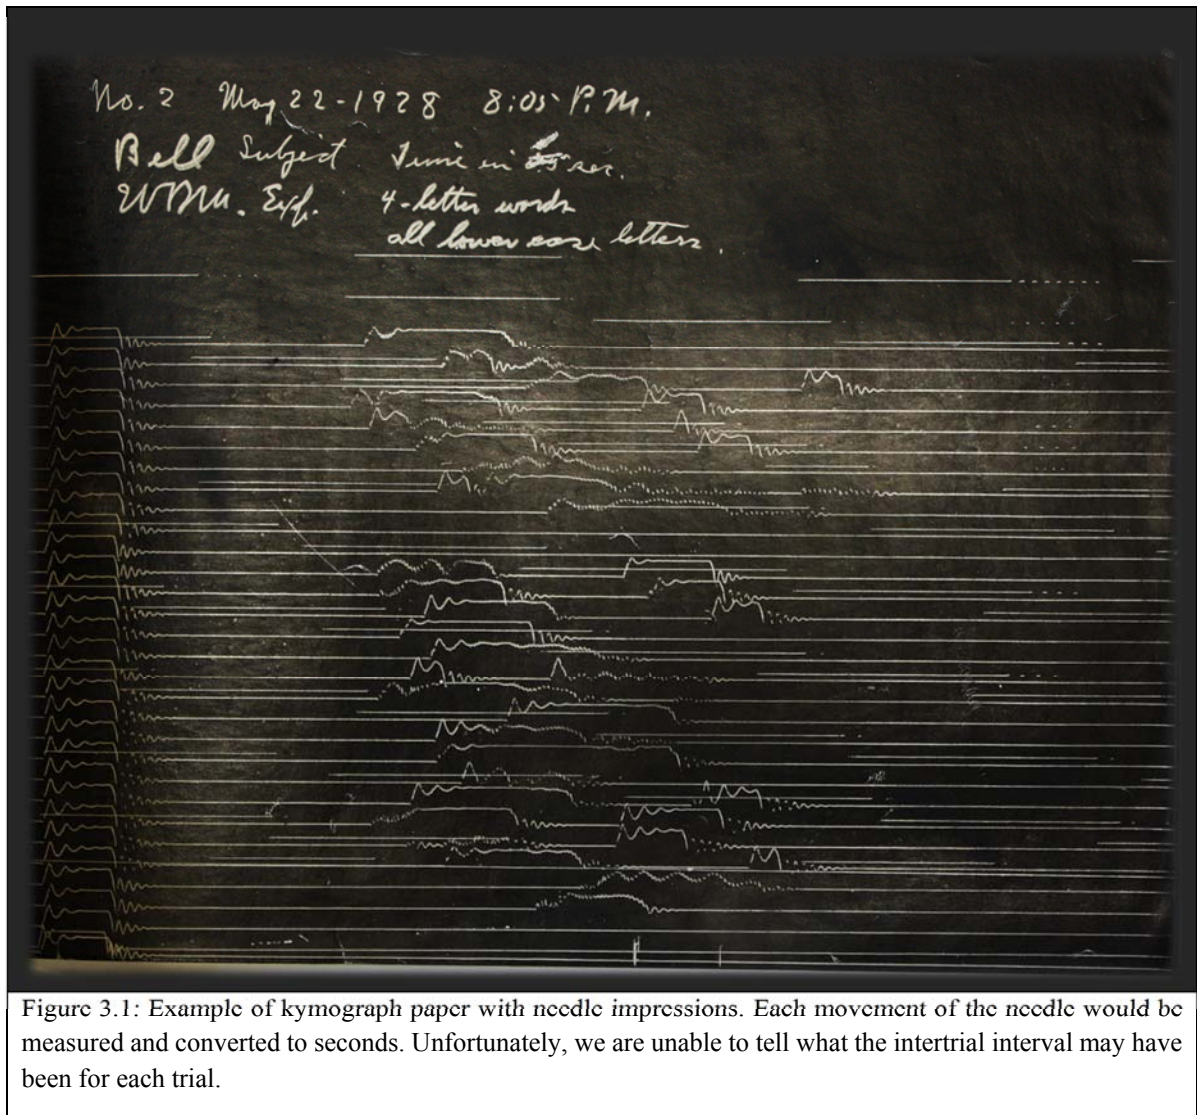 No. 2 May 22-1928 8:05 P.M.
Bell Subject. Time in sec.
WDM. Exp. 4-letter words
all lower case letters.
Figure 3.1: Example of kymograph paper with needle impressions. Each movement of the needle would be
measured and converted to seconds. Unfortunately, we are unable to tell what the intertrial interval may have
been for each trial.